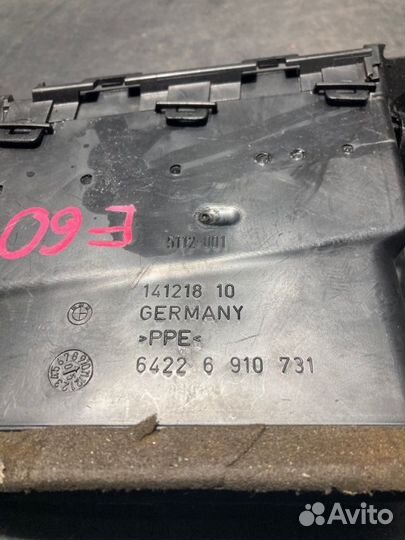 E60
5112-001
141218 10
GERMANY
>PPE<
6422 6 910 731
Avito